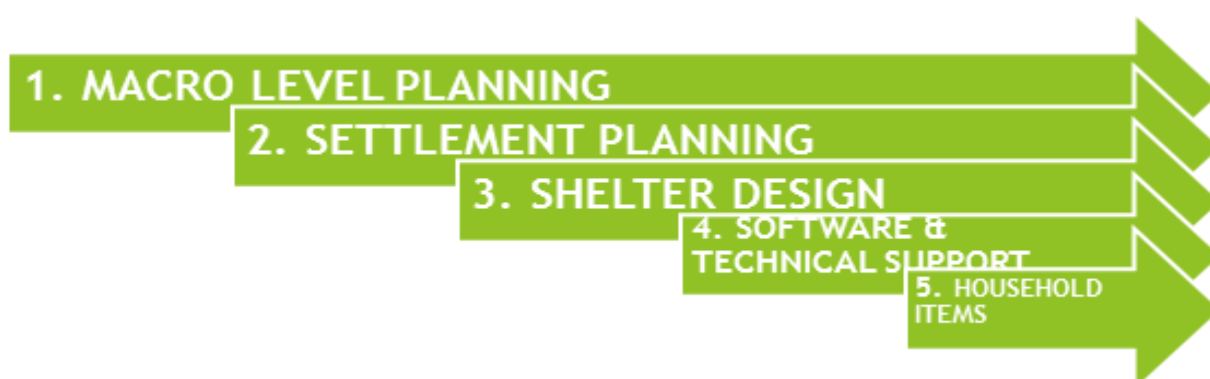 1. MACRO LEVEL PLANNING
2. SETTLEMENT PLANNING
3. SHELTER DESIGN
4. SOFTWARE &
TECHNICAL SUPPORT
5. HOUSEHOLD
ITEMS